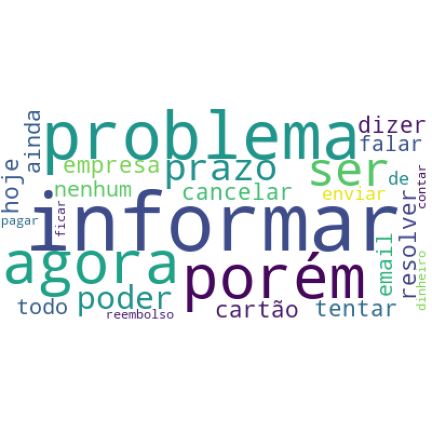 problema
dizer
falar
ainda
hoje
empresa
prazo
ser
nenhum
cancelar
enviar
de
contar
pagar
ficar
informar
resolver
agora
porém
email
dinheiro
todo
poder
reembolso
cartão
tentar